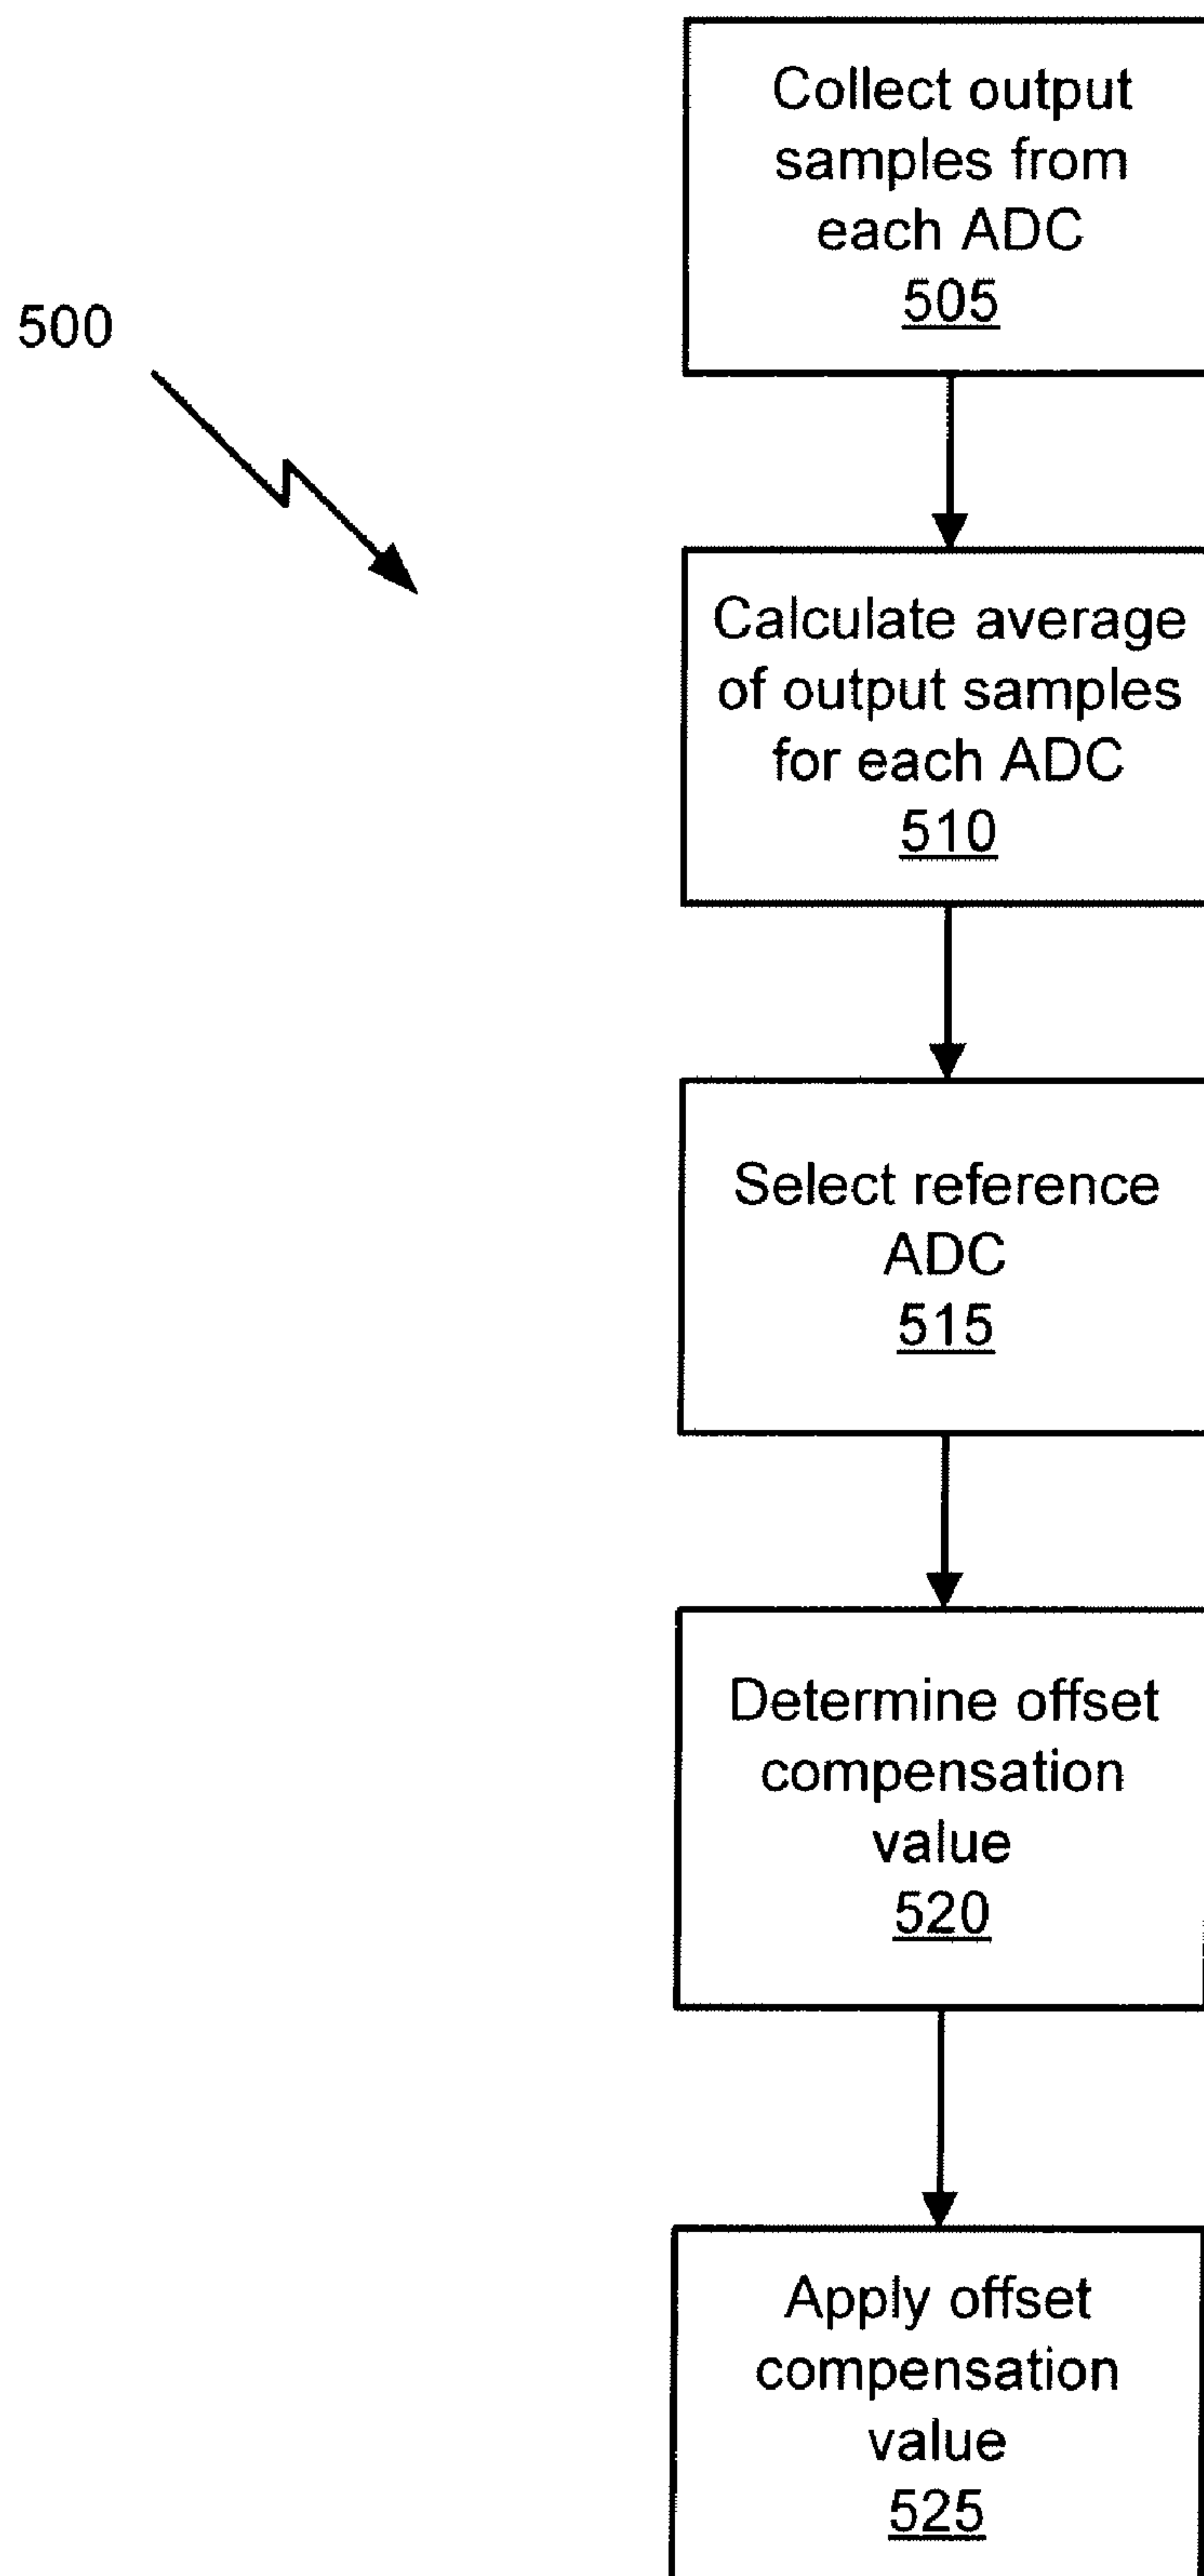 Collect output
samples from
each ADC
505
500
Calculate average
of output samples
for each ADC
510
Select reference
ADC
515
Determine offset
compensation
value
520
Apply offset
compensation
value
525